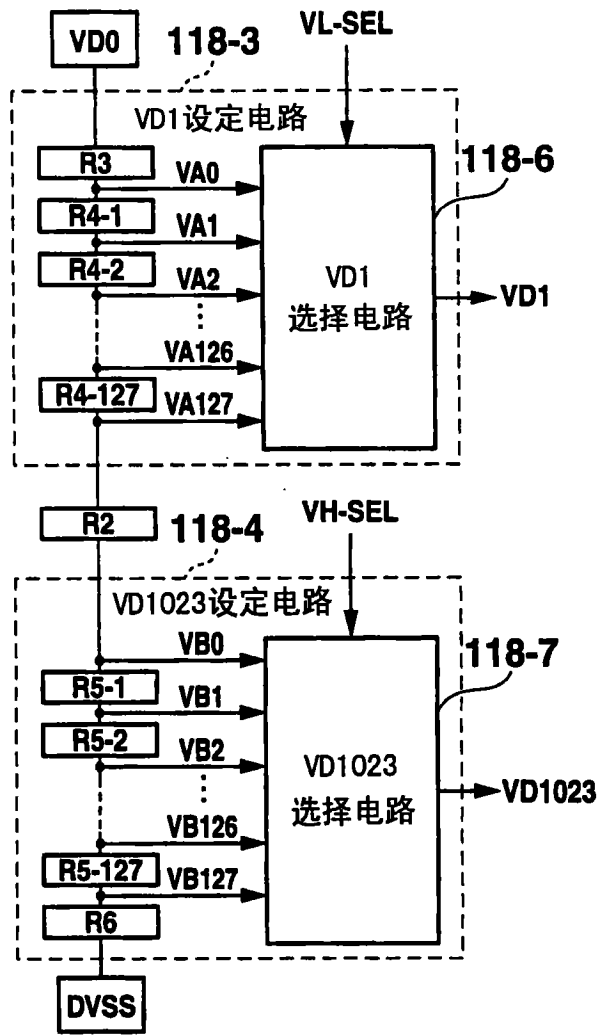 VD0
118-3
VL-SEL
VD1设定电路
118-6
R3
VA0
R4-1
VA1
R4-2
VA2
VD1
选择电路
VD1
VA126
R4-127
VA127
R2
118-4
VH-SEL
VD1023设定电路
118-7
VB0
R5-1
VB1
R5-2
VB2
VD1023
选择电路
VD1023
VB126
R5-127
VB127
R6
DVSS